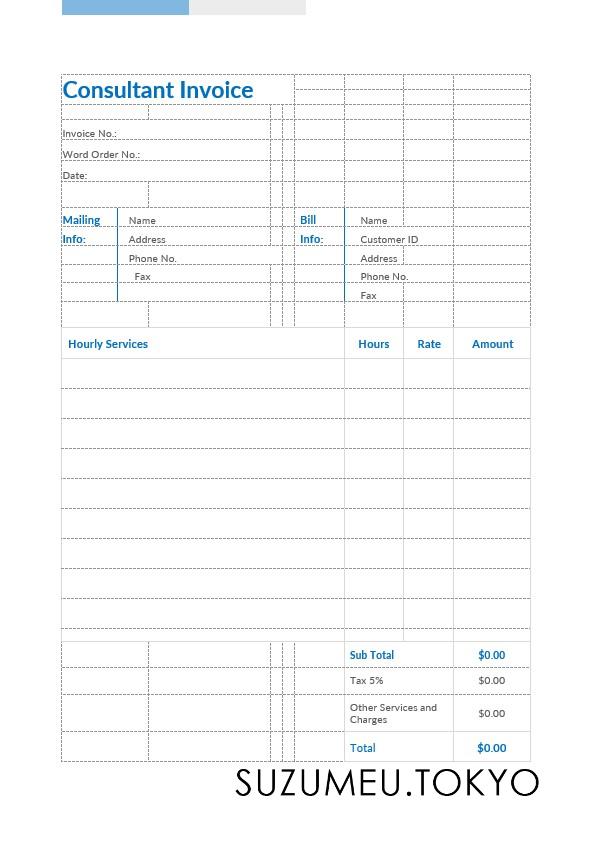 Consultant Invoice
Invoice No.:
Word Order No.:
Date:
Mailing Info:
Name
Address
Phone No.
Fax
Bill Info:
Name
Customer ID
Address
Phone No.
Fax
Hourly Services Hours Rate Amount
Sub Total $0.00
Tax 5% $0.00
Other Services and
Charges $0.00
Total $0.00
SUZUMEU.TOKYO